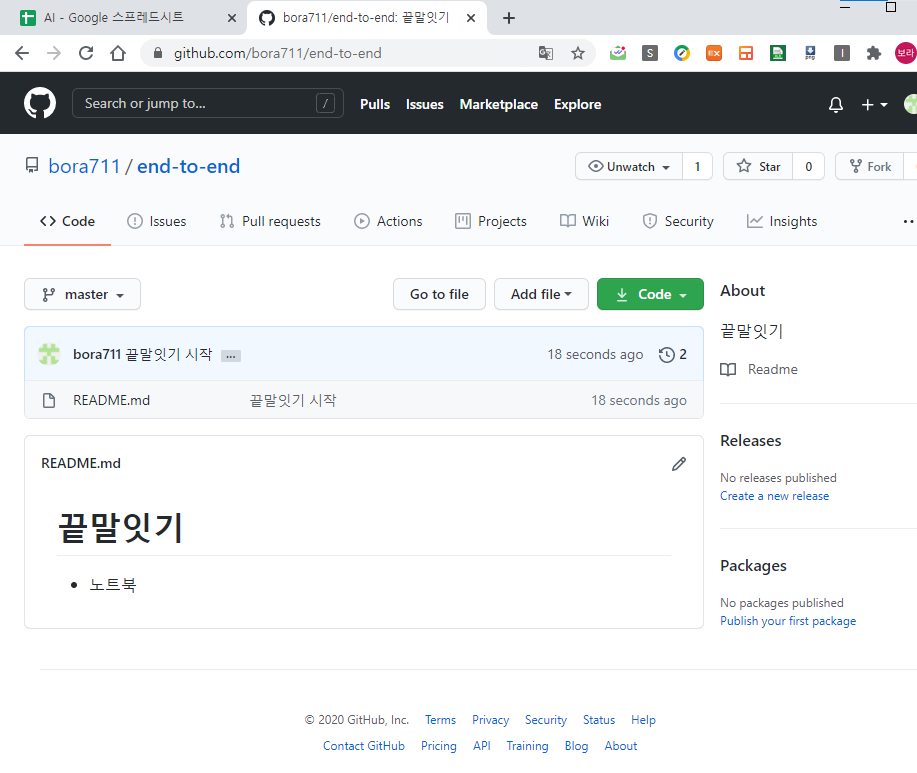 AI - Google 스프레드시트
bora711/end-to-end: 끝말잇기
github.com/bora711/end-to-end
보라
Search or jump to...
/
Pulls Issues Marketplace Explore
bora711 / end-to-end
Unwatch 1 Star 0 Fork
Code Issues Pull requests Actions Projects Wiki Security Insights
master Go to file Add file Code
bora711 끝말잇기 시작 ... 18 seconds ago 2
README.md 끝말잇기 시작 18 seconds ago
README.md
끝말잇기
노트북
About
끝말잇기
Readme
Releases
No releases published
Create a new release
Packages
No packages published
Publish your first package
© 2020 GitHub, Inc. Terms Privacy Security Status Help
Contact GitHub Pricing API Training Blog About